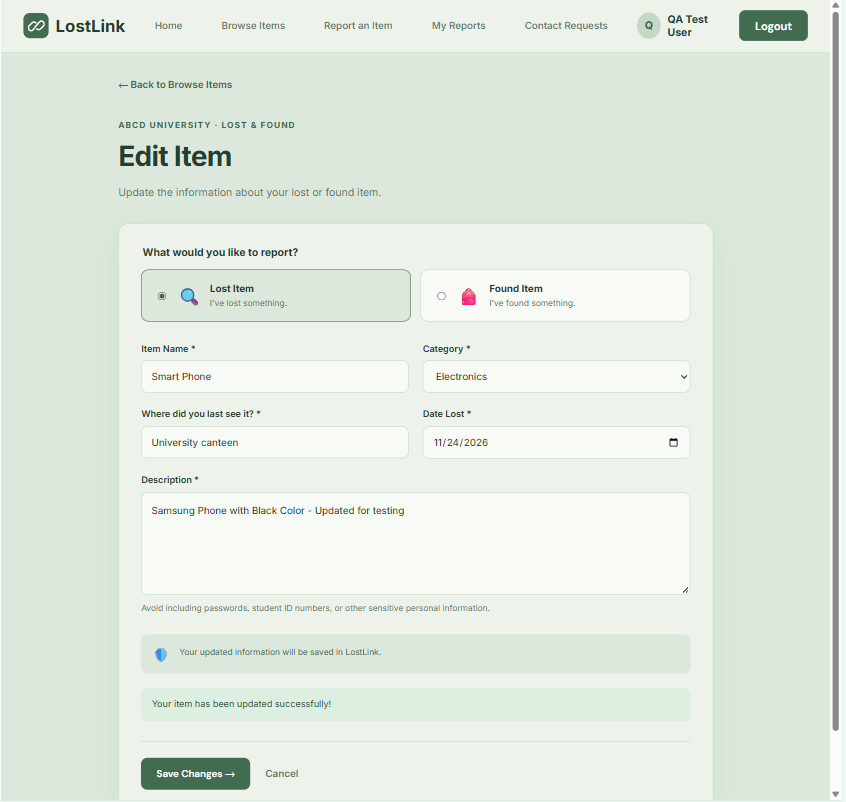 LostLink Home Browse Items Report an Item My Reports Contact Requests Q QA Test User Logout
← Back to Browse Items
ABCD UNIVERSITY · LOST & FOUND
Edit Item
Update the information about your lost or found item.
What would you like to report?
Lost Item
I've lost something.
Found Item
I've found something.
Item Name *
Smart Phone
Category *
Electronics
Where did you last see it? *
University canteen
Date Lost *
11/24/2026
Description *
Samsung Phone with Black Color - Updated for testing
Avoid including passwords, student ID numbers, or other sensitive personal information.
Your updated information will be saved in LostLink.
Your item has been updated successfully!
Save Changes → Cancel